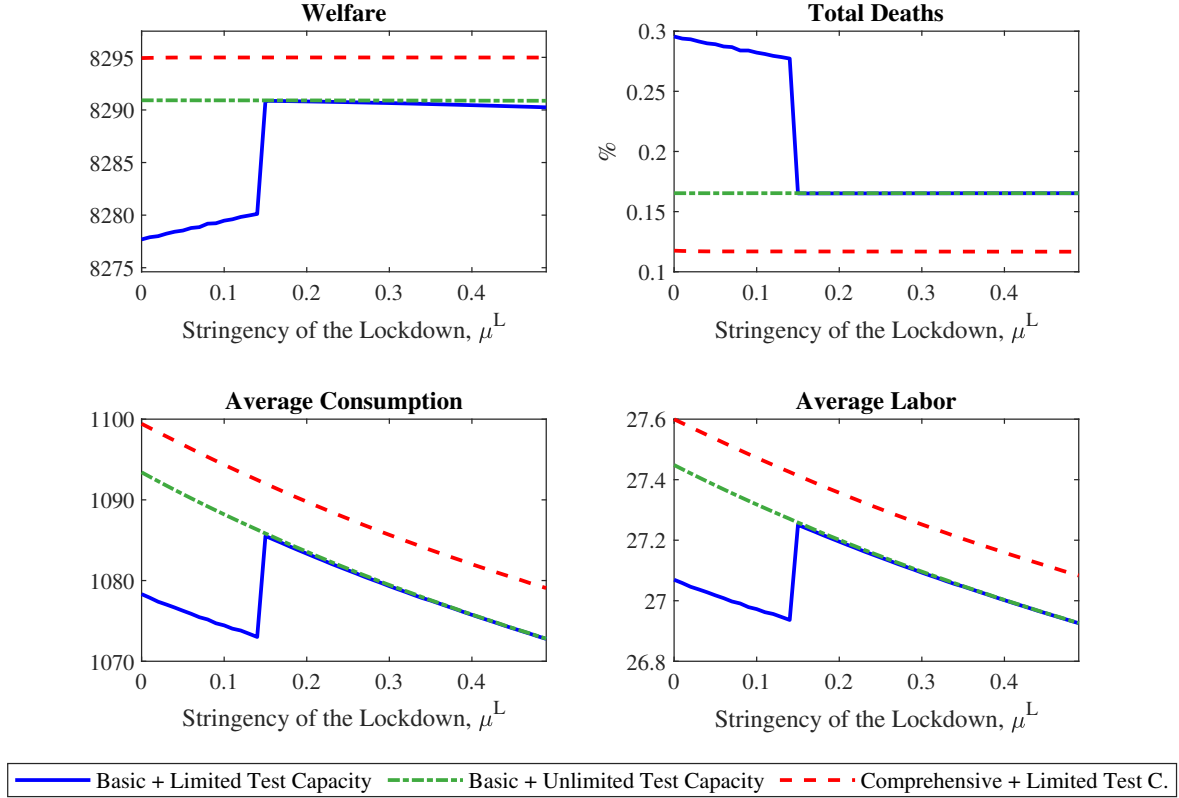 Welfare
8295
8290
8285
8280
8275
0 0.1 0.2 0.3 0.4
Stringency of the Lockdown, μ^L
Total Deaths
0.3
0.25
0.2
0.15
0.1
%
0 0.1 0.2 0.3 0.4
Stringency of the Lockdown, μ^L
Average Consumption
1100
1090
1080
1070
0 0.1 0.2 0.3 0.4
Stringency of the Lockdown, μ^L
Average Labor
27.6
27.4
27.2
27
26.8
0 0.1 0.2 0.3 0.4
Stringency of the Lockdown, μ^L
Basic + Limited Test Capacity Basic + Unlimited Test Capacity Comprehensive + Limited Test C.